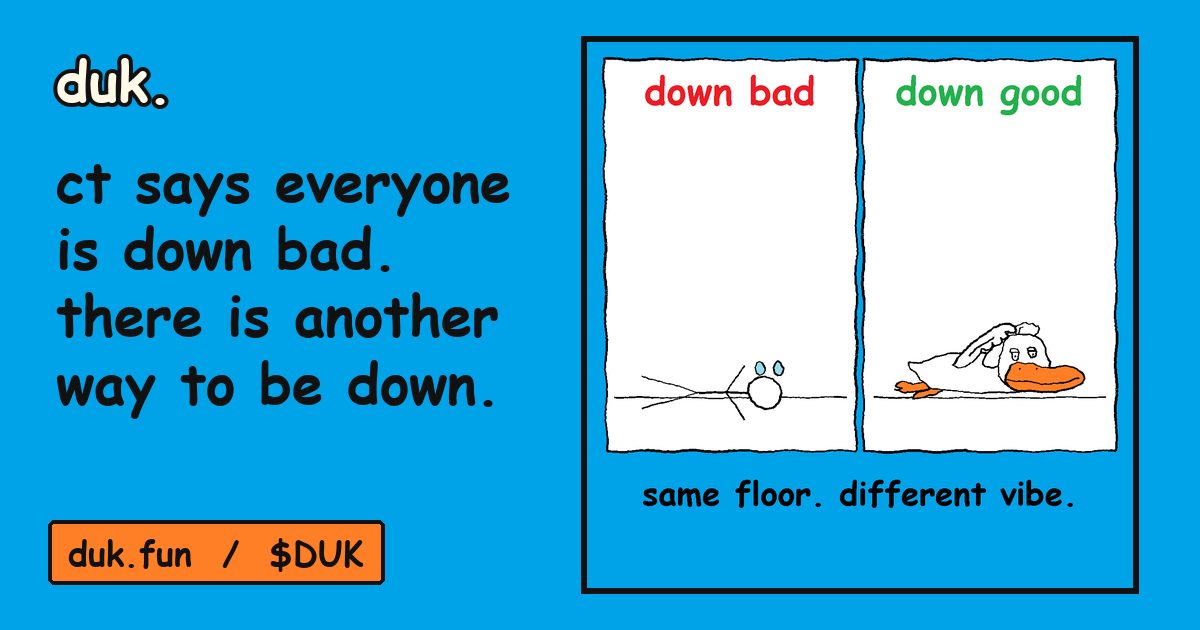 duk.
ct says everyone
is down bad.
there is another
way to be down.
duk.fun / $DUK
down bad
down good
same floor. different vibe.